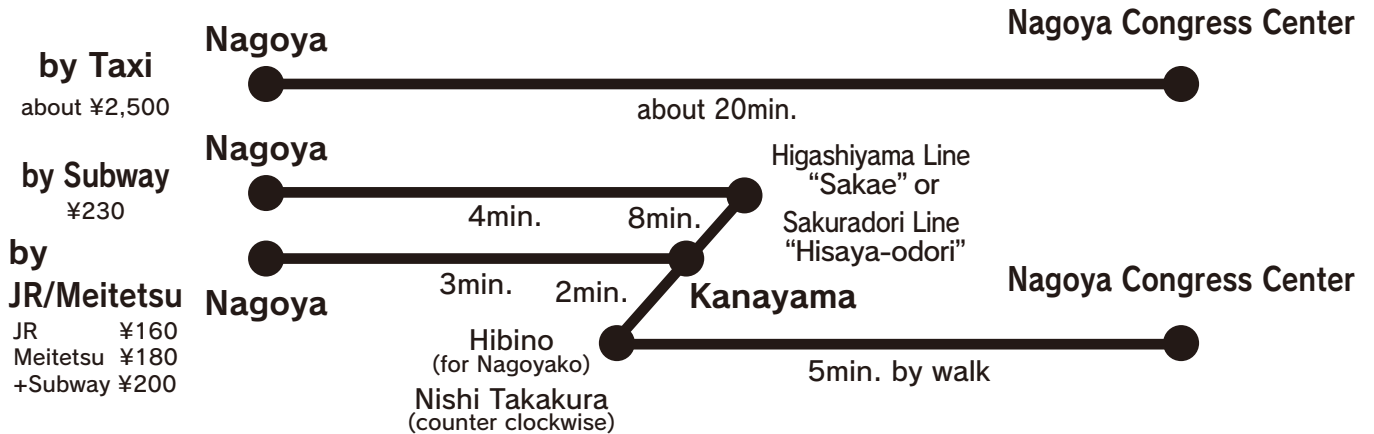 Nagoya
Nagoya Congress Center
by Taxi
about ¥2,500
about 20min.
Nagoya
by Subway
¥230
4min.
8min.
Higashiyama Line
“Sakae” or
Sakuradori Line
“Hisaya-odori”
by
JR/Meitetsu
JR ¥160
Meitetsu ¥180
+Subway ¥200
Nagoya
3min.
2min.
Kanayama
Nagoya Congress Center
Hibino
(for Nagoyako)
Nishi Takakura
(counter clockwise)
5min. by walk